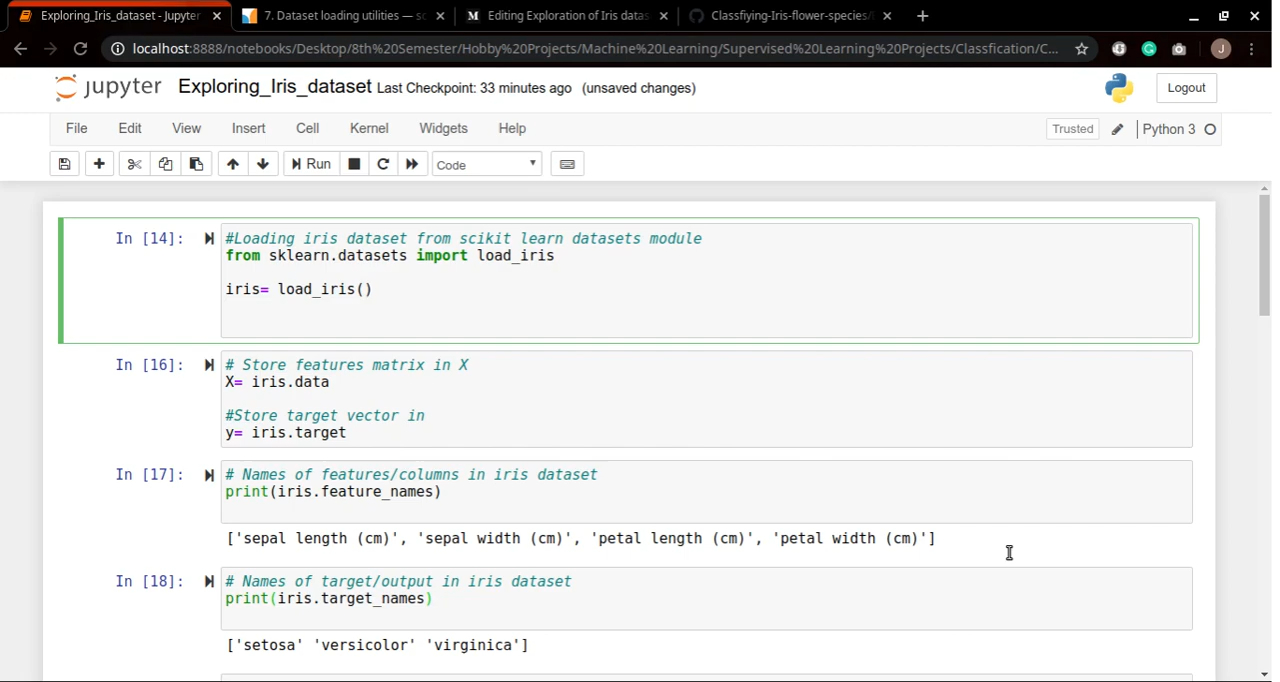 Exploring_Iris_dataset - Jupyter
7. Dataset loading utilities — sc
Editing Exploration of Iris datas
Classfiying-Iris-flower-species/
localhost:8888/notebooks/Desktop/8th%20Semester/Hobby%20Projects/Machine%20Learning/Supervised%20Learning%20Projects/Classfication/C...
J
jupyter Exploring_Iris_dataset Last Checkpoint: 33 minutes ago (unsaved changes)
Logout
File Edit View Insert Cell Kernel Widgets Help
Trusted
Python 3
Run
Code
In [14]:
#Loading iris dataset from scikit learn datasets module
from sklearn.datasets import load_iris
iris= load_iris()
In [16]:
# Store features matrix in X
X= iris.data
#Store target vector in
y= iris.target
In [17]:
# Names of features/columns in iris dataset
print(iris.feature_names)
['sepal length (cm)', 'sepal width (cm)', 'petal length (cm)', 'petal width (cm)']
In [18]:
# Names of target/output in iris dataset
print(iris.target_names)
['setosa' 'versicolor' 'virginica']